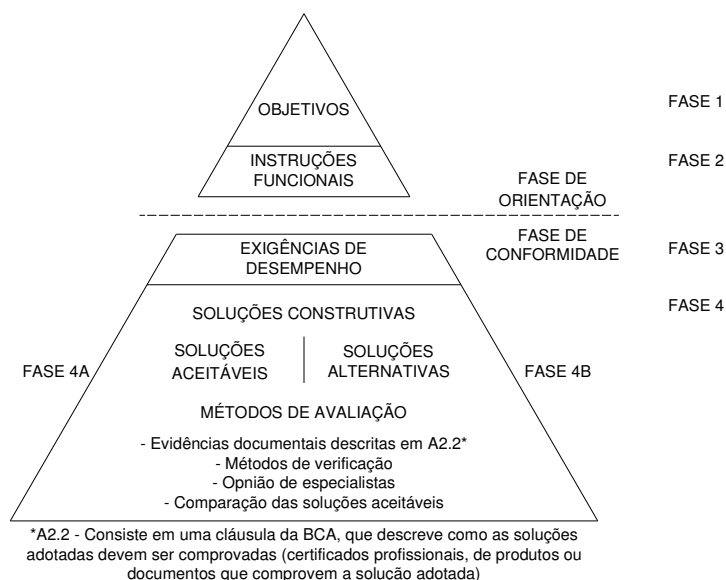 OBJETIVOS
FASE 1
INSTRUÇÕES
FUNCIONAIS
FASE 2
FASE DE
ORIENTAÇÃO
FASE DE
CONFORMIDADE
EXIGÊNCIAS DE
DESEMPENHO
FASE 3
SOLUÇÕES CONSTRUTIVAS
FASE 4
SOLUÇÕES
ACEITÁVEIS
SOLUÇÕES
ALTERNATIVAS
FASE 4A
FASE 4B
MÉTODOS DE AVALIAÇÃO
- Evidências documentais descritas em A2.2*
- Métodos de verificação
- Opnião de especialistas
- Comparação das soluções aceitáveis
*A2.2 - Consiste em uma cláusula da BCA, que descreve como as soluções
adotadas devem ser comprovadas (certificados profissionais, de produtos ou
documentos que comprovem a solução adotada)